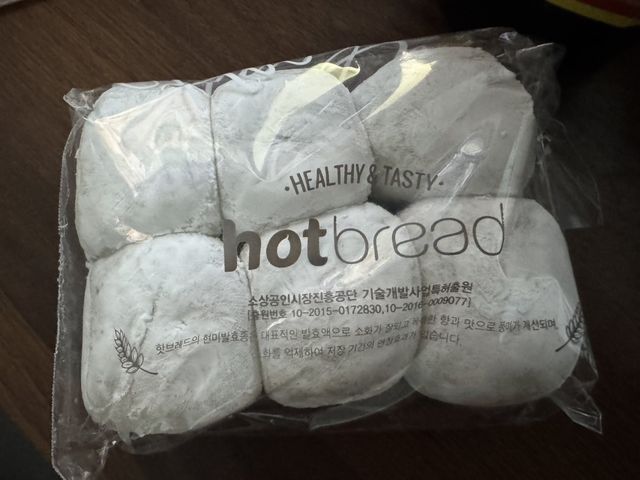 ·HEALTHY & TASTY·
hotbread
소상공인시장진흥공단 기술개발사업특허출원
[출원번호 10-2015-0172830, 10-2016-0009077]
핫브레드의 현미발효종은 대표적인 발효액으로 소화가 잘되고 향과 맛으로 풍미가 개선되며
노화를 억제하여 저장 기간의 연장효과가 있습니다.